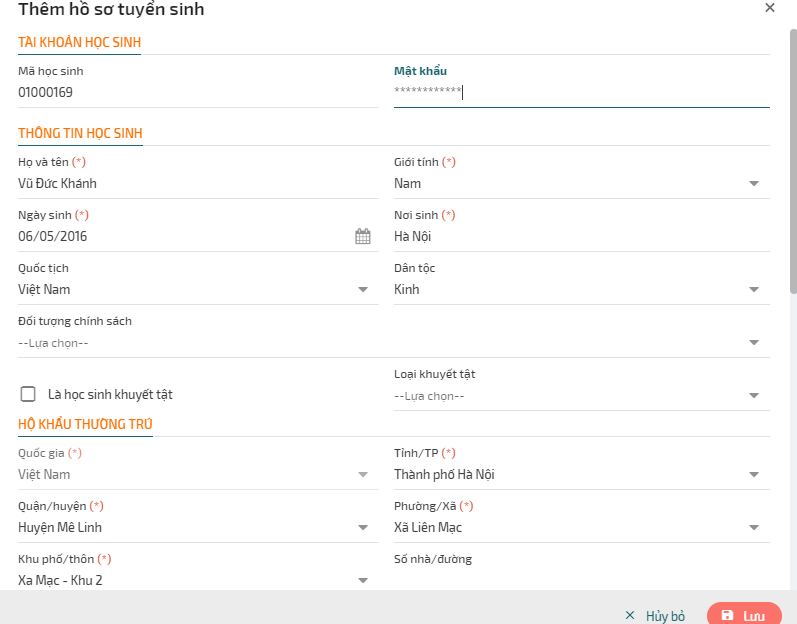 Thêm hồ sơ tuyển sinh
TÀI KHOẢN HỌC SINH
Mã học sinh
Mật khẩu
01000169
************
THÔNG TIN HỌC SINH
Họ và tên (*)
Giới tính (*)
Vũ Đức Khánh
Nam
Ngày sinh (*)
Nơi sinh (*)
06/05/2016
Hà Nội
Quốc tịch
Dân tộc
Việt Nam
Kinh
Đối tượng chính sách
--Lựa chọn--
Loại khuyết tật
Là học sinh khuyết tật
--Lựa chọn--
HỘ KHẨU THƯỜNG TRÚ
Quốc gia (*)
Tỉnh/TP (*)
Việt Nam
Thành phố Hà Nội
Quận/huyện (*)
Phường/Xã (*)
Huyện Mê Linh
Xã Liên Mạc
Khu phố/thôn (*)
Số nhà/đường
Xa Mạc - Khu 2
Hủy bỏ
Lưu